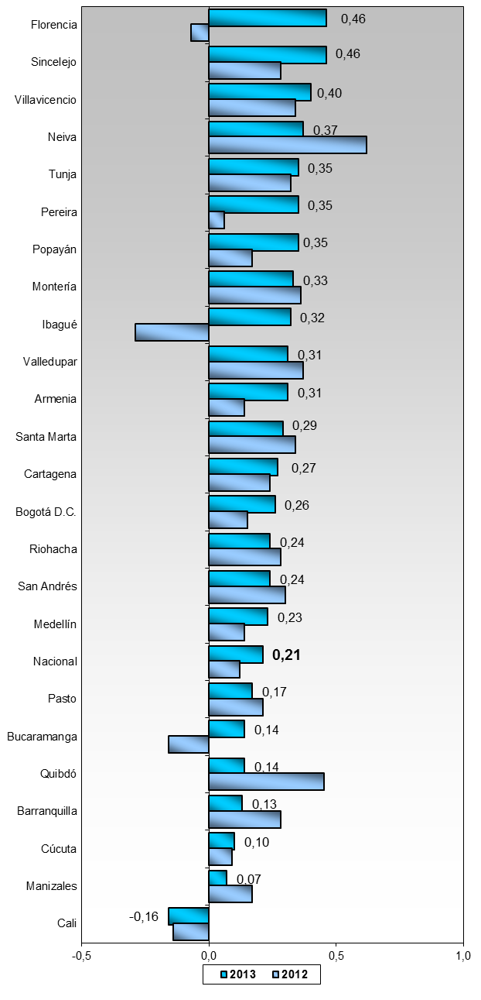 Florencia 0,46
Sincelejo 0,46
Villavicencio 0,40
Neiva 0,37
Tunja 0,35
Pereira 0,35
Popayán 0,35
Montería 0,33
Ibagué 0,32
Valledupar 0,31
Armenia 0,31
Santa Marta 0,29
Cartagena 0,27
Bogotá D.C. 0,26
Riohacha 0,24
San Andrés 0,24
Medellín 0,23
Nacional 0,21
Pasto 0,17
Bucaramanga 0,14
Quibdó 0,14
Barranquilla 0,13
Cúcuta 0,10
Manizales 0,07
Cali -0,16
-0,5 0,0 0,5 1,0
2013 2012